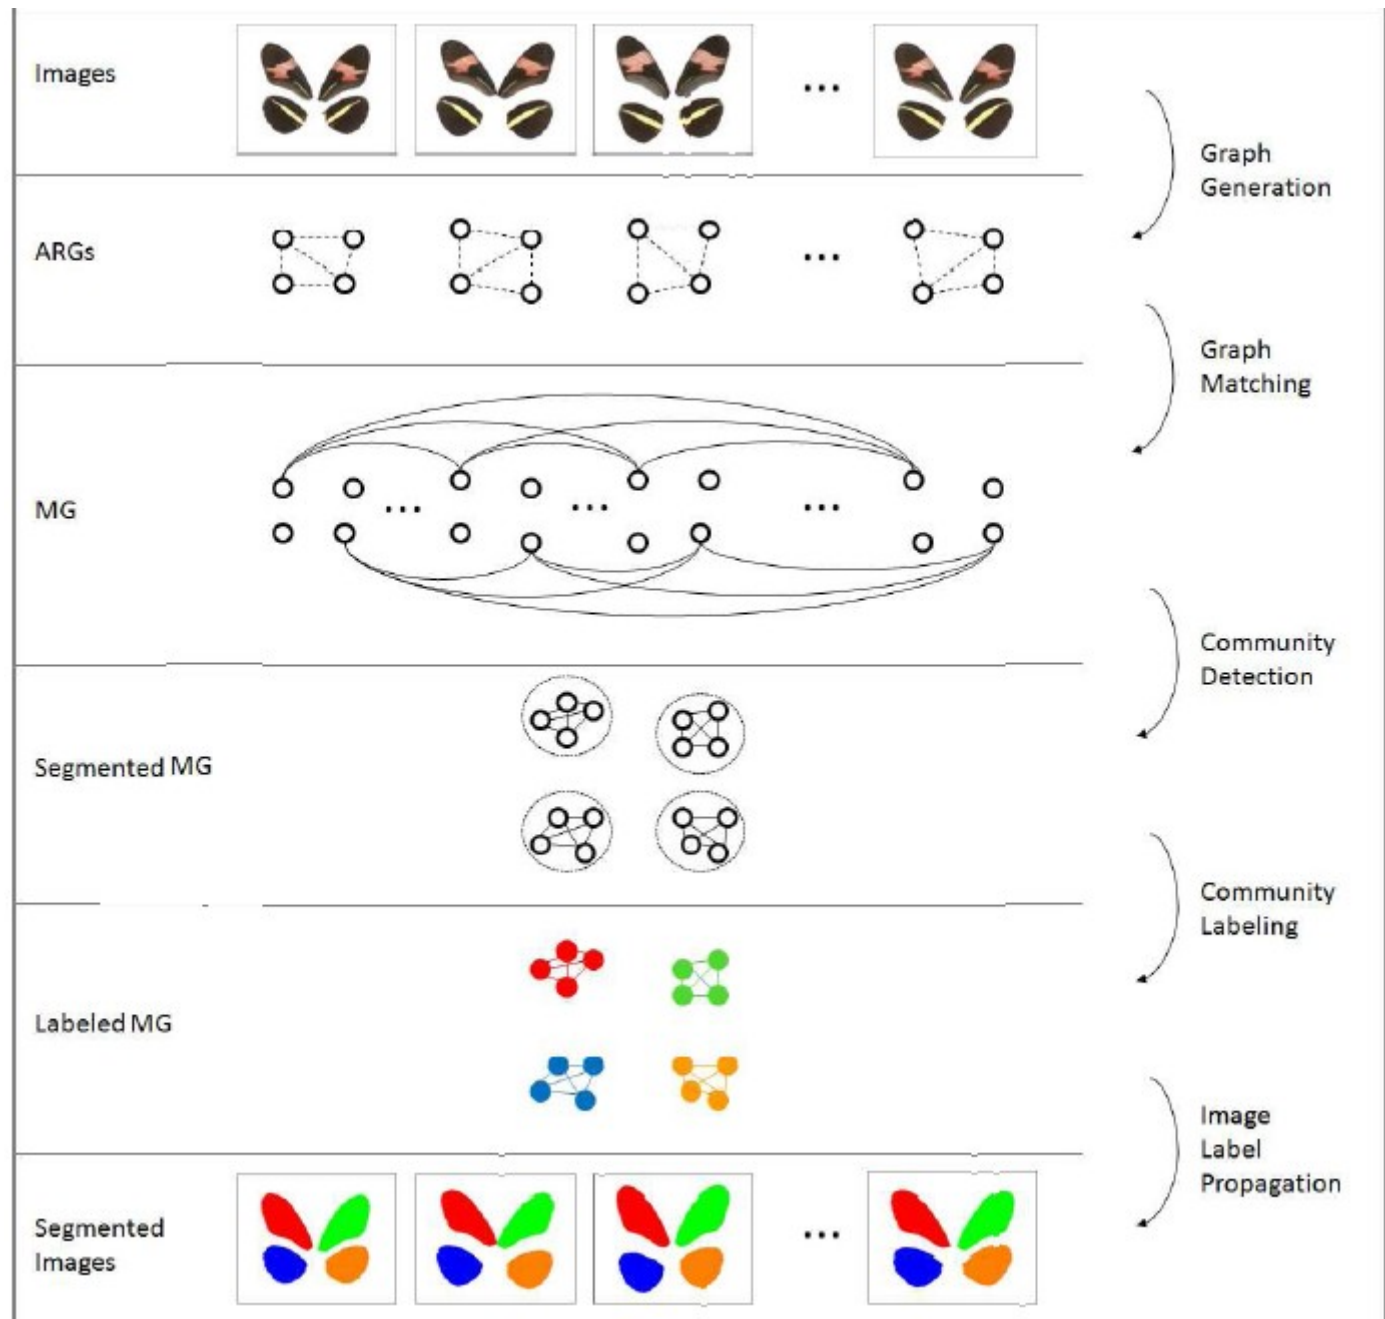 Images
Graph
Generation
ARGs
Graph
Matching
MG
Community
Detection
Segmented MG
Community
Labeling
Labeled MG
Image
Label
Propagation
Segmented
Images